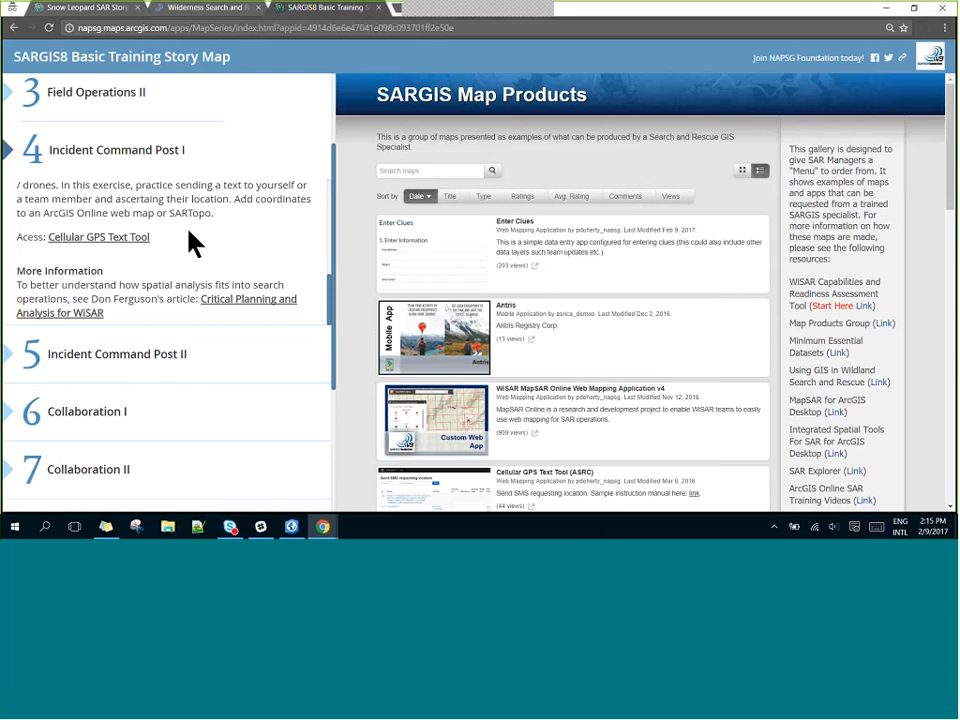 Snow Leopard SAR Story
Wilderness Search and R
SARGIS8 Basic Training S
napsg.maps.arcgis.com/apps/MapSeries/index.html?appid=4914d6e6e47041e098c093701f2e50e
SARGIS8 Basic Training Story Map
Join NAPSG Foundation today!
3 Field Operations II
4 Incident Command Post I
/ drones. In this exercise, practice sending a text to yourself or
a team member and ascertaing their location. Add coordinates
to an ArcGIS Online web map or SARTopo.
Acess: Cellular GPS Text Tool
More Information
To better understand how spatial analysis fits into search
operations, see Don Ferguson's article: Critical Planning and
Analysis for WiSAR
5 Incident Command Post II
6 Collaboration I
7 Collaboration II
SARGIS Map Products
This is a group of maps presented as examples of what can be produced by a Search and Rescue GIS
Specialist.
Search maps
Sort by Date Title Type Ratings Avg. Rating Comments Views
Enter Clues
1. Enter Information
Enter Clues
Web Mapping Application by pdoherty_napsg. Last Modified Feb 9, 2017.
This is a simple data entry app configured for entering clues (this could also include other
data layers such team updates etc.)
(203 views)
Mobile App
Antris
Antris
Mobile Application by esrica_demos. Last Modified Dec 2, 2016.
Antris Registry Corp.
(13 views)
Custom Web
App
WiSAR MapSAR Online Web Mapping Application v4
Web Mapping Application by pdoherty_napsg. Last Modified Nov 12, 2016.
MapSAR Online is a research and development project to enable WiSAR teams to easily
use web mapping for SAR operations.
(909 views)
Send SMS requesting location
Cellular GPS Text Tool (ASRC)
Web Mapping Application by pdoherty_napsg. Last Modified Mar 6, 2016.
Send SMS requesting location. Sample instruction manual here: link.
(44 views)
This gallery is designed to
give SAR Managers a
"Menu" to order from. It
shows examples of maps
and apps that can be
requested from a trained
SARGIS specialist. For
more information on how
these maps are made,
please see the following
resources:
WiSAR Capabilities and
Readiness Assessment
Tool (Start Here Link)
Map Products Group (Link)
Minimum Essential
Datasets (Link)
Using GIS in Wildland
Search and Rescue (Link)
MapSAR for ArcGIS
Desktop (Link)
Integrated Spatial Tools
For SAR for ArcGIS
Desktop (Link)
SAR Explorer (Link)
ArcGIS Online SAR
Training Videos (Link)
ENG
INTL
2:15 PM
2/9/2017